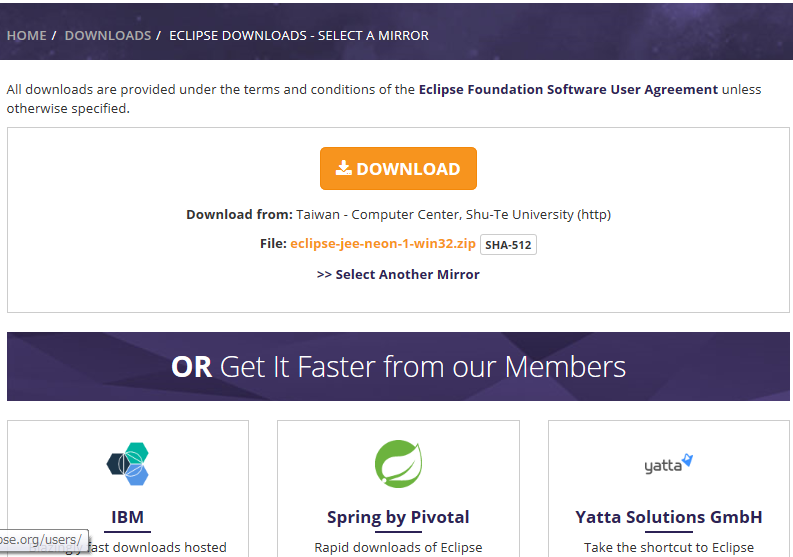 HOME / DOWNLOADS / ECLIPSE DOWNLOADS - SELECT A MIRROR
All downloads are provided under the terms and conditions of the Eclipse Foundation Software User Agreement unless
otherwise specified.
DOWNLOAD
Download from: Taiwan - Computer Center, Shu-Te University (http)
File: eclipse-jee-neon-1-win32.zip SHA-512
>> Select Another Mirror
OR Get It Faster from our Members
yatta
IBM
Spring by Pivotal
Yatta Solutions GmbH
pse.org/users/
fast downloads hosted
Rapid downloads of Eclipse
Take the shortcut to Eclipse